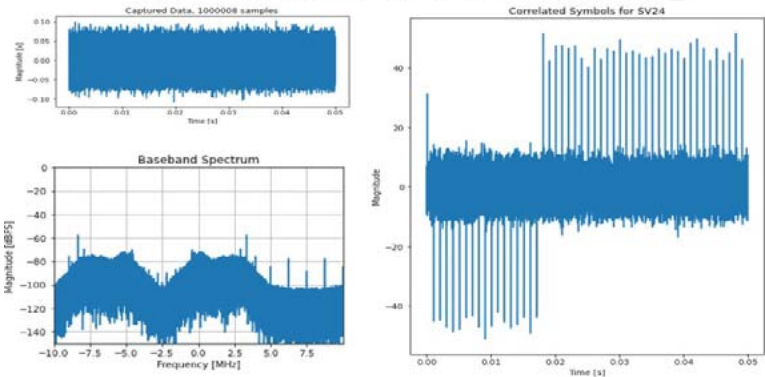 Captured Data, 1000008 samples
0.10
0.05
0.00
−0.05
−0.10
Magnitude [s]
0.00 0.01 0.02 0.03 0.04 0.05
Time [s]
Baseband Spectrum
0
−20
−40
−60
−80
−100
−120
−140
Magnitude [dBFS]
−10.0 −7.5 −5.0 −2.5 0.0 2.5 5.0 7.5
Frequency [MHz]
Correlated Symbols for SV24
40
20
0
−20
−40
Magnitude
0.00 0.01 0.02 0.03 0.04 0.05
Time [s]